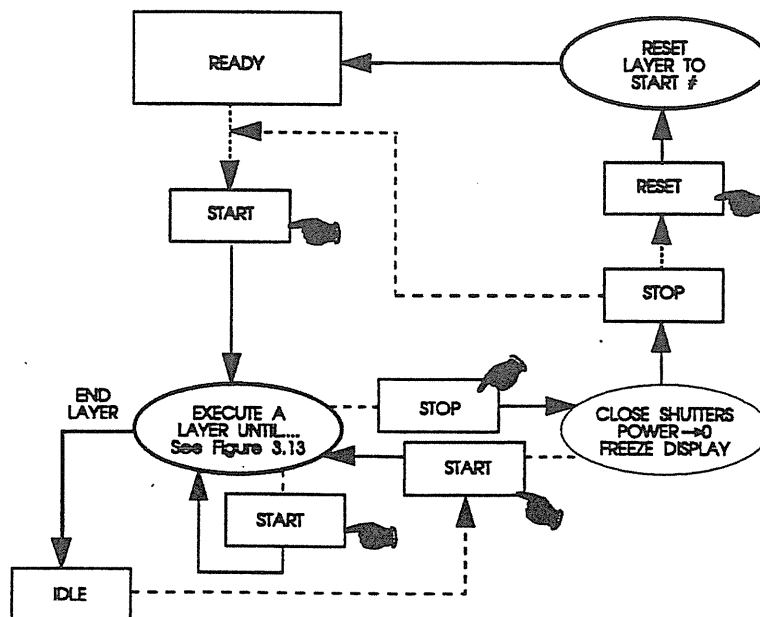 READY
RESET
LAYER TO
START #
START
RESET
STOP
END
LAYER
EXECUTE A
LAYER UNTIL....
See Figure 3.13
STOP
CLOSE SHUTTERS
POWER→0
FREEZE DISPLAY
START
START
IDLE